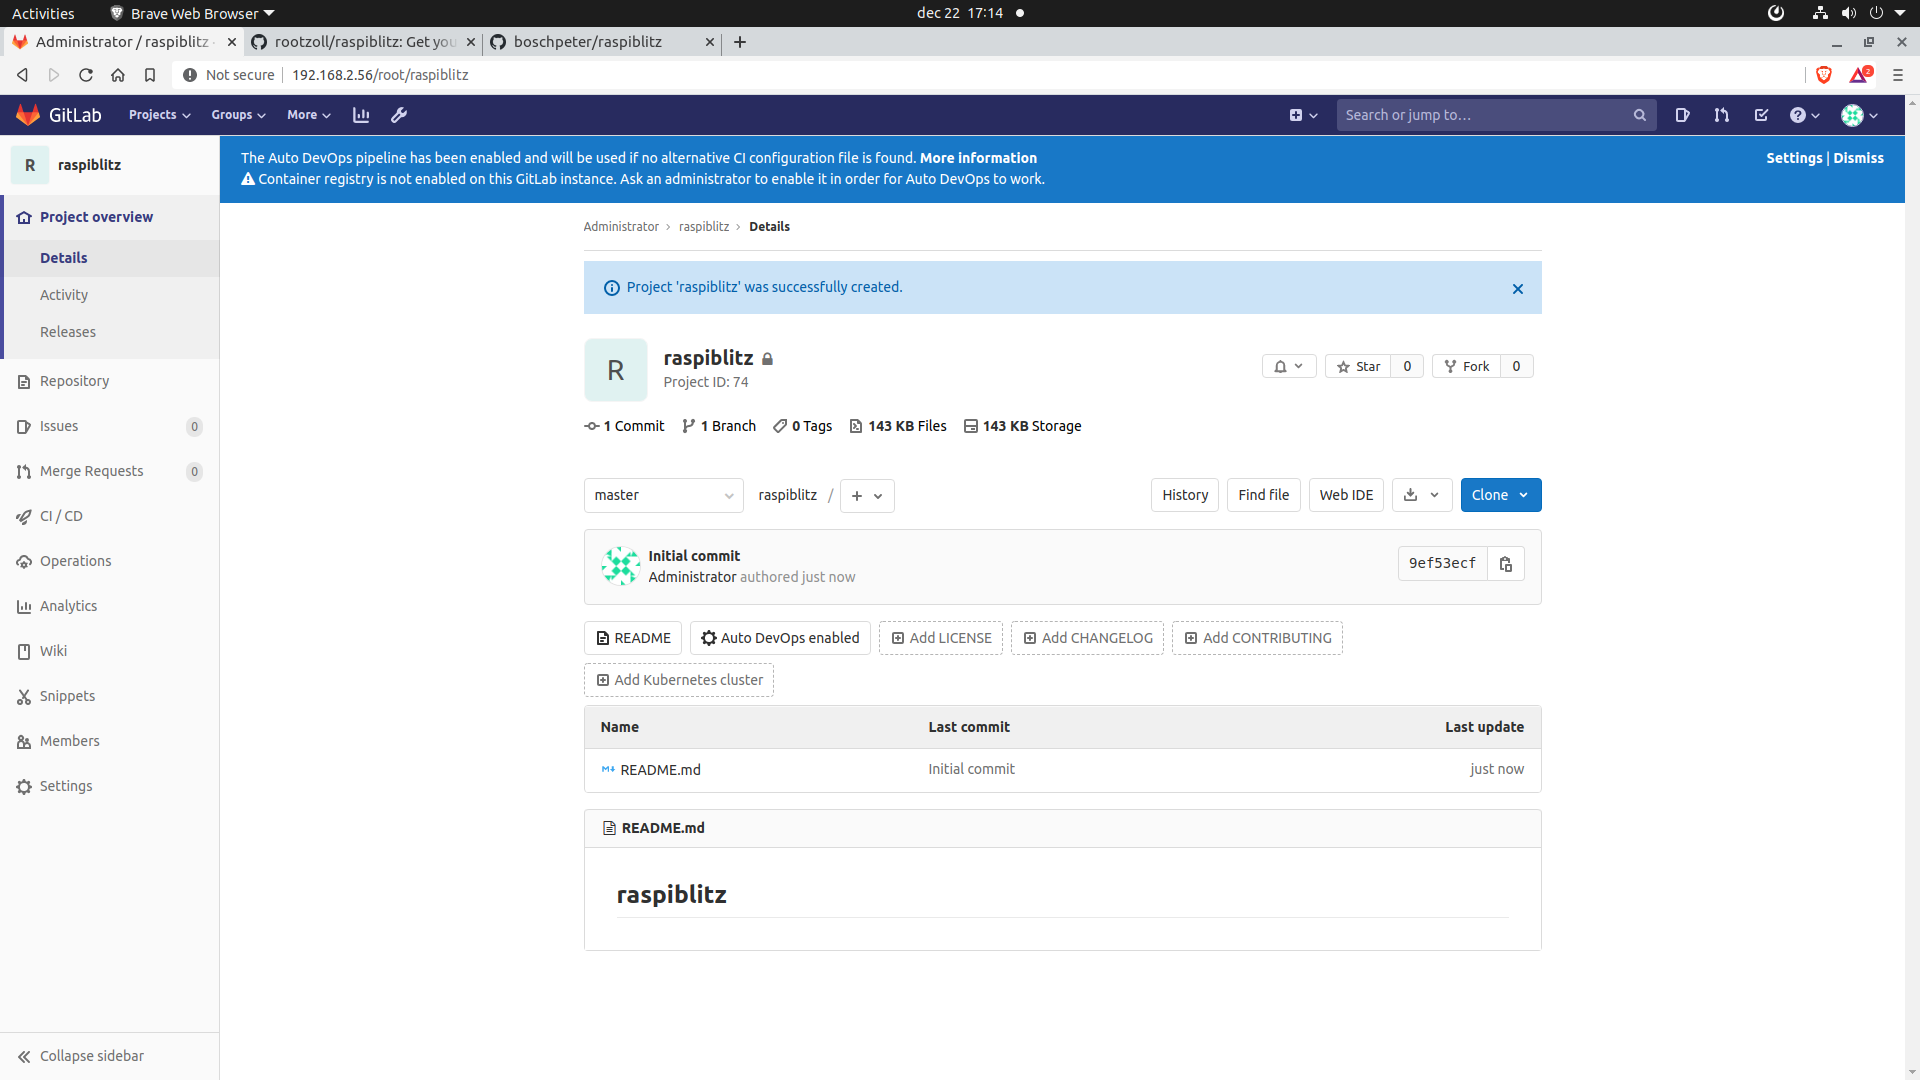 Activities
Brave Web Browser
dec 22 17:14
Administrator / raspiblitz
rootzoll/raspiblitz: Get you
boschpeter/raspiblitz
Not secure
192.168.2.56/root/raspiblitz
2
GitLab
Projects
Groups
More
Search or jump to…
R
raspiblitz
The Auto DevOps pipeline has been enabled and will be used if no alternative CI configuration file is found. More information
Settings | Dismiss
Container registry is not enabled on this GitLab instance. Ask an administrator to enable it in order for Auto DevOps to work.
Project overview
Details
Activity
Releases
Repository
Issues 0
Merge Requests 0
CI / CD
Operations
Analytics
Wiki
Snippets
Members
Settings
Collapse sidebar
Administrator > raspiblitz > Details
Project 'raspiblitz' was successfully created.
R
raspiblitz
Project ID: 74
Star 0
Fork 0
1 Commit
1 Branch
0 Tags
143 KB Files
143 KB Storage
master
raspiblitz / +
History
Find file
Web IDE
Clone
Initial commit
Administrator authored just now
9ef53ecf
README
Auto DevOps enabled
Add LICENSE
Add CHANGELOG
Add CONTRIBUTING
Add Kubernetes cluster
Name Last commit Last update
README.md Initial commit just now
README.md
raspiblitz